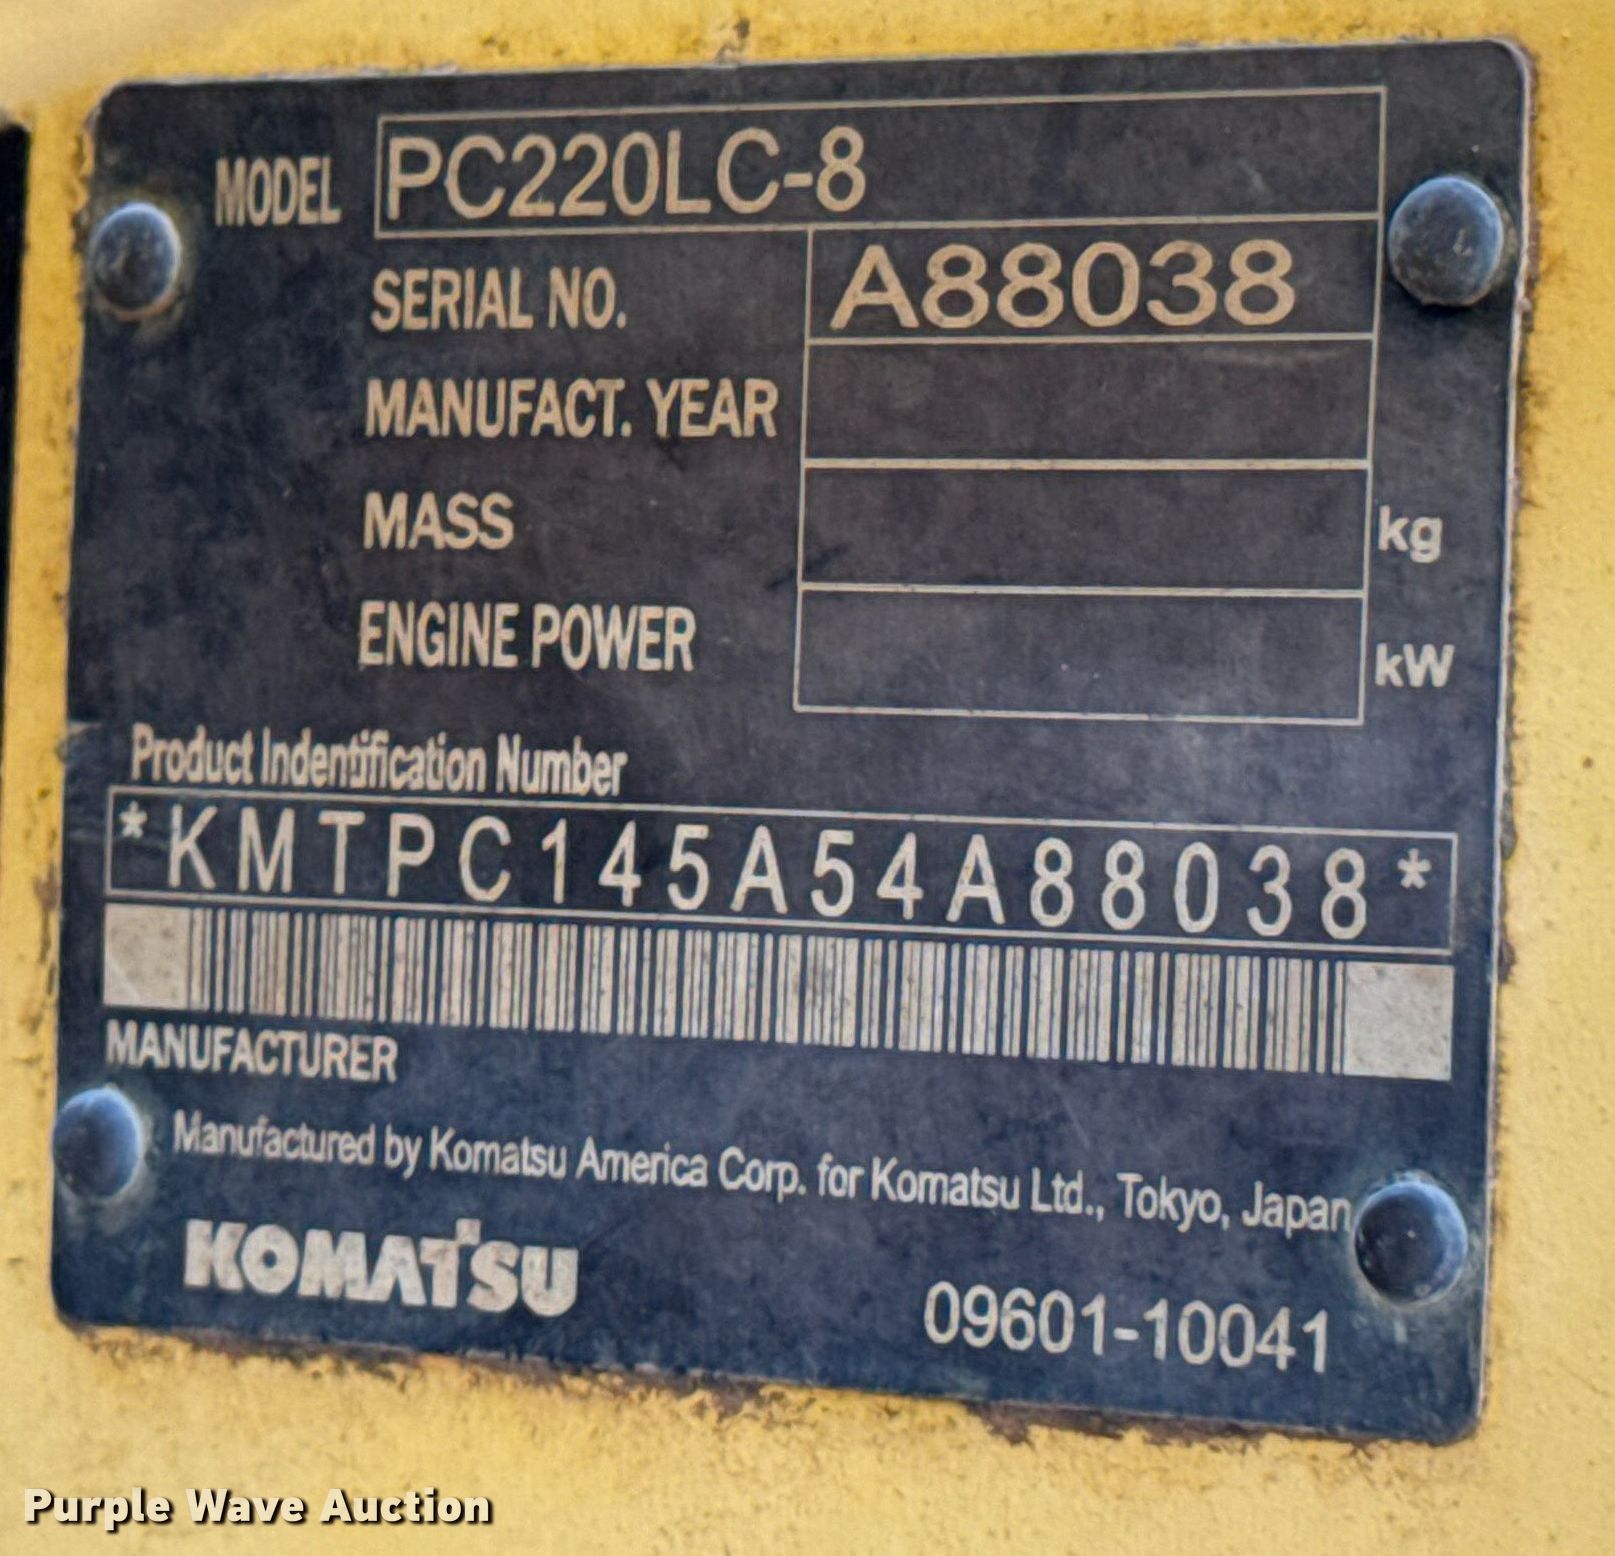 MODEL PC220LC-8
SERIAL NO. A88038
MANUFACT. YEAR
MASS kg
ENGINE POWER kW
Product Indentification Number
*KMTPC145A54A88038*
MANUFACTURER
Manufactured by Komatsu America Corp. for Komatsu Ltd., Tokyo, Japan
KOMATSU
09601-10041
Purple Wave Auction